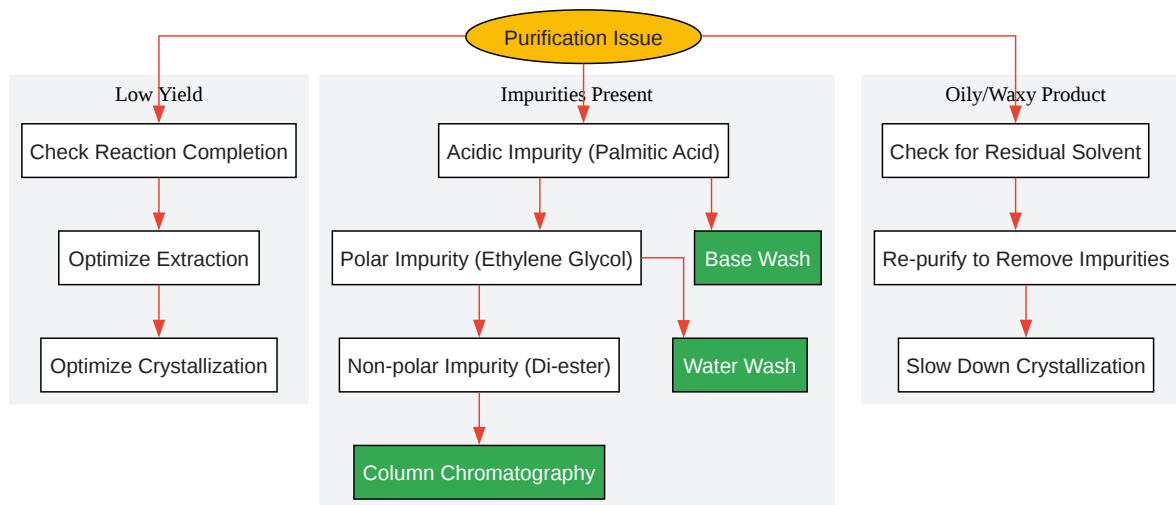 Purification Issue
Low Yield
Impurities Present
Oily/Waxy Product
Check Reaction Completion
Acidic Impurity (Palmitic Acid)
Check for Residual Solvent
Optimize Extraction
Polar Impurity (Ethylene Glycol)
Base Wash
Re-purify to Remove Impurities
Optimize Crystallization
Non-polar Impurity (Di-ester)
Water Wash
Slow Down Crystallization
Column Chromatography